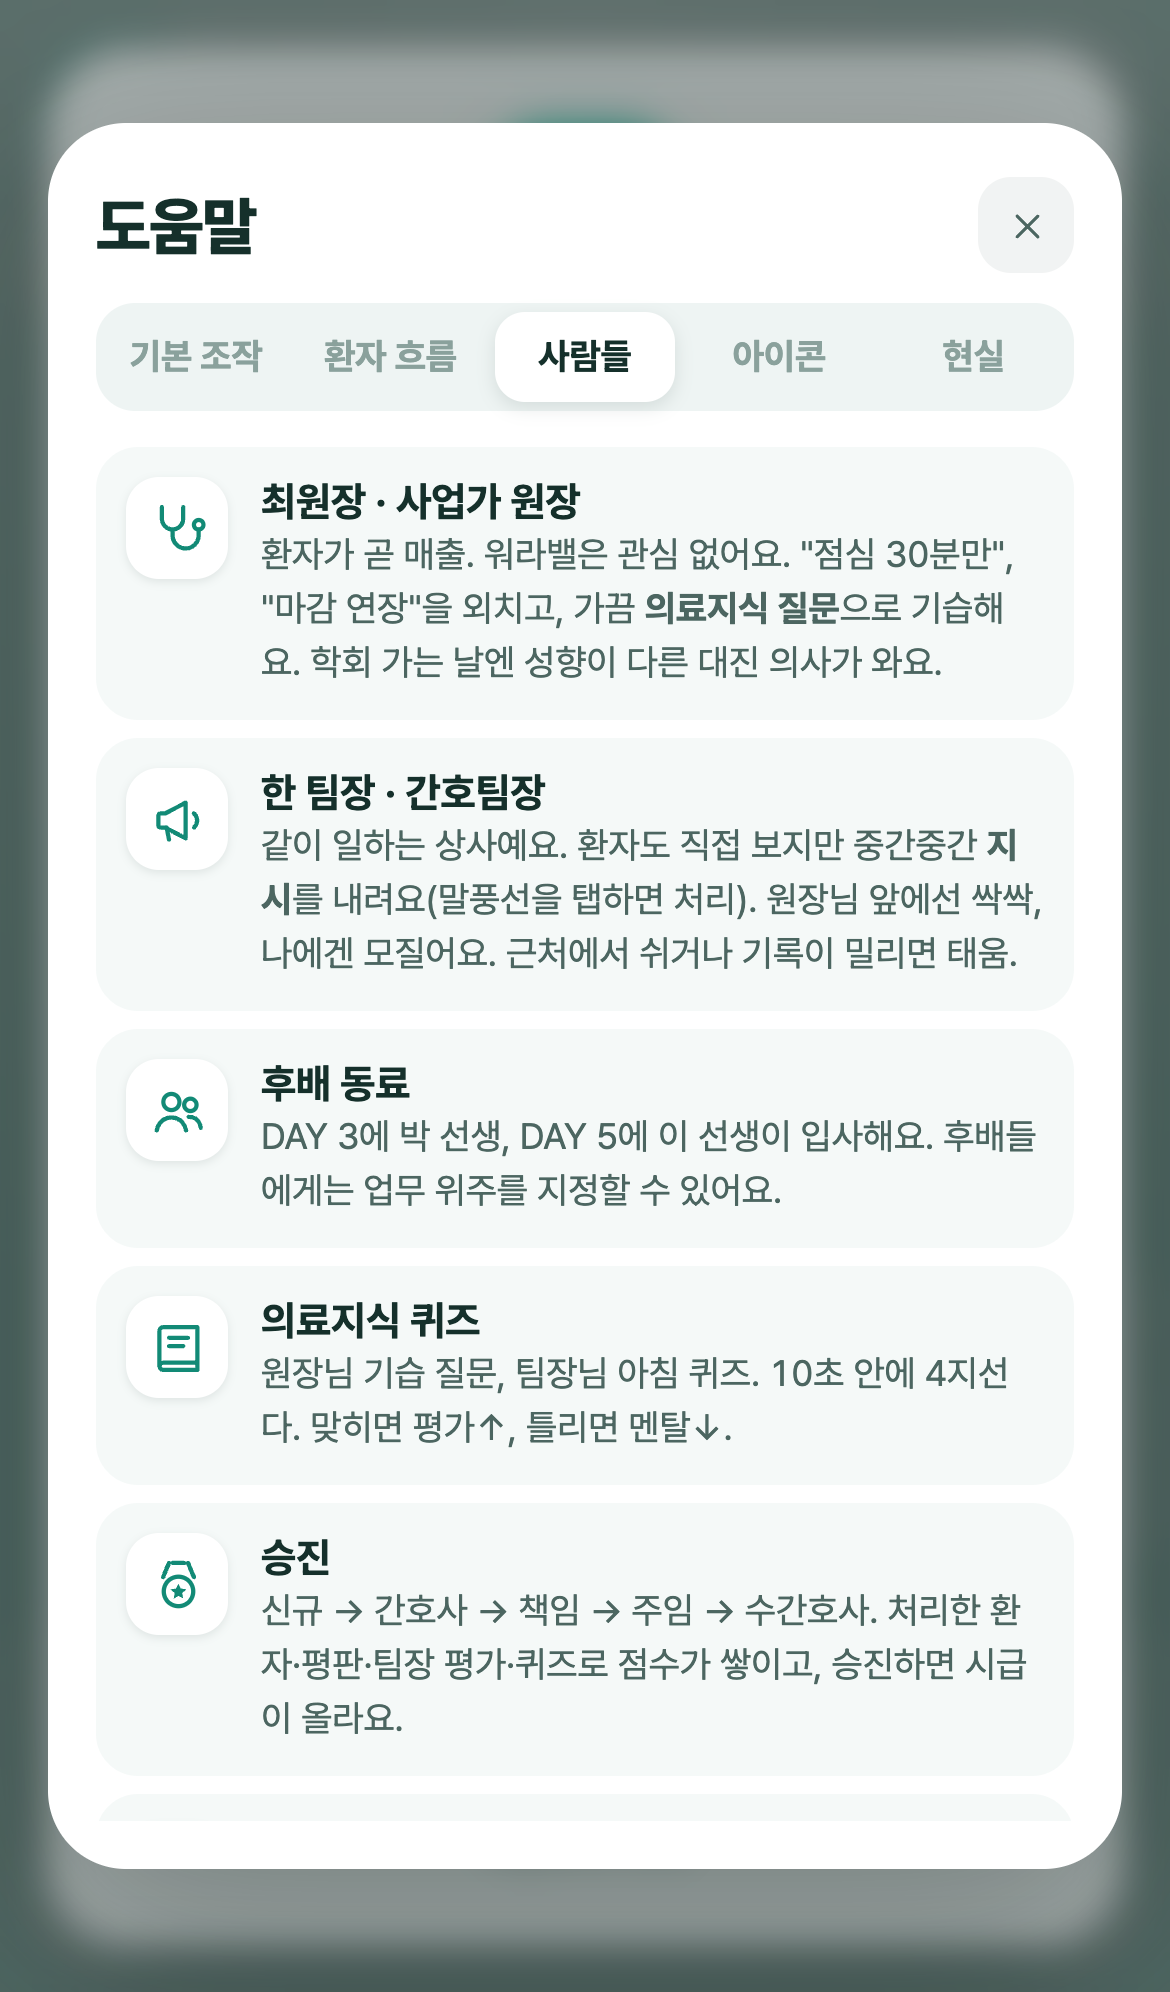 도움말
기본 조작 환자 흐름 사람들 아이콘 현실
최원장 · 사업가 원장
환자가 곧 매출. 워라밸은 관심 없어요. "점심 30분만",
"마감 연장"을 외치고, 가끔 의료지식 질문으로 기습해
요. 학회 가는 날엔 성향이 다른 대진 의사가 와요.
한 팀장 · 간호팀장
같이 일하는 상사예요. 환자도 직접 보지만 중간중간 지
시를 내려요(말풍선을 탭하면 처리). 원장님 앞에선 싹싹,
나에겐 모질어요. 근처에서 쉬거나 기록이 밀리면 태움.
후배 동료
DAY 3에 박 선생, DAY 5에 이 선생이 입사해요. 후배들
에게는 업무 위주를 지정할 수 있어요.
의료지식 퀴즈
원장님 기습 질문, 팀장님 아침 퀴즈. 10초 안에 4지선
다. 맞히면 평가↑, 틀리면 멘탈↓.
승진
신규 → 간호사 → 책임 → 주임 → 수간호사. 처리한 환
자·평판·팀장 평가·퀴즈로 점수가 쌓이고, 승진하면 시급
이 올라요.